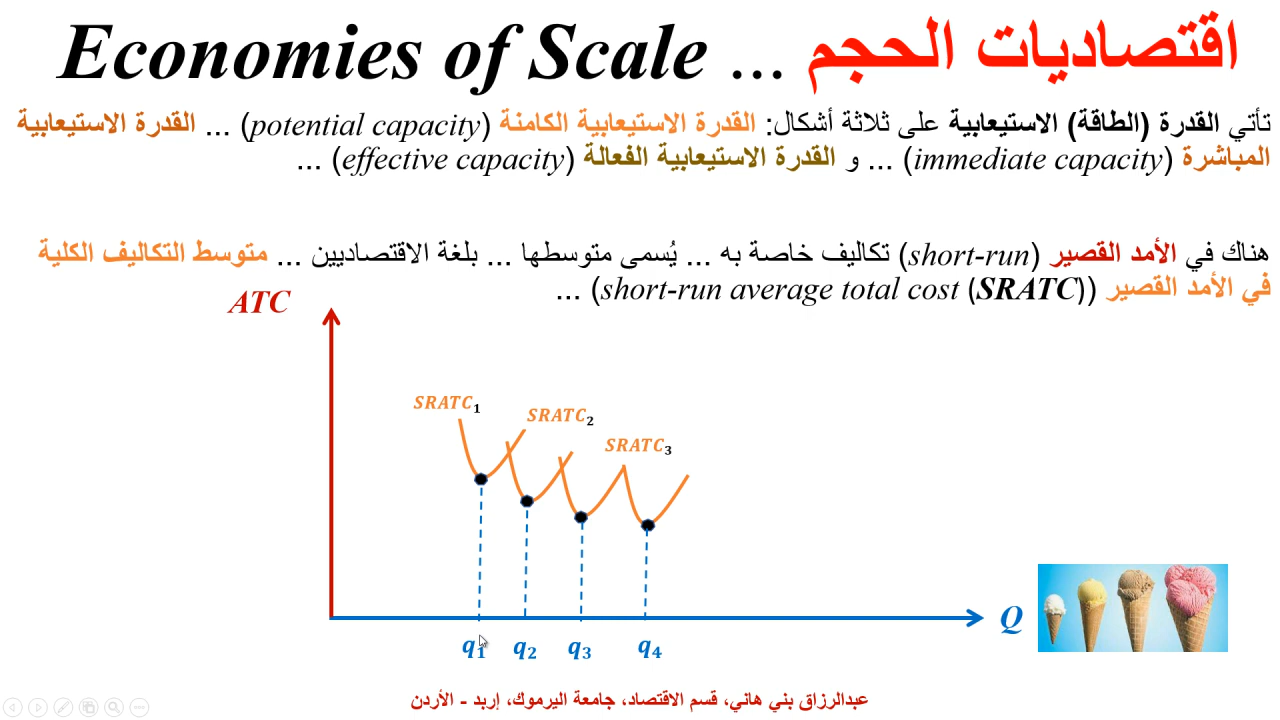 اقتصاديات الحجم ... Economies of Scale
تأتي القدرة (الطاقة) الاستيعابية على ثلاثة أشكال: القدرة الاستيعابية الكامنة (potential capacity) ... القدرة الاستيعابية
المباشرة (immediate capacity) ... و القدرة الاستيعابية الفعالة (effective capacity) ...
هناك في الأمد القصير (short-run) تكاليف خاصة به ... يُسمى متوسطها ... بلغة الاقتصاديين ... متوسط التكاليف الكلية
في الأمد القصير (short-run average total cost (SRATC)) ...
ATC
SRATC1
SRATC2
SRATC3
Q
q1 q2 q3 q4
عبدالرزاق بني هاني، قسم الاقتصاد، جامعة اليرموك، إربد - الأردن